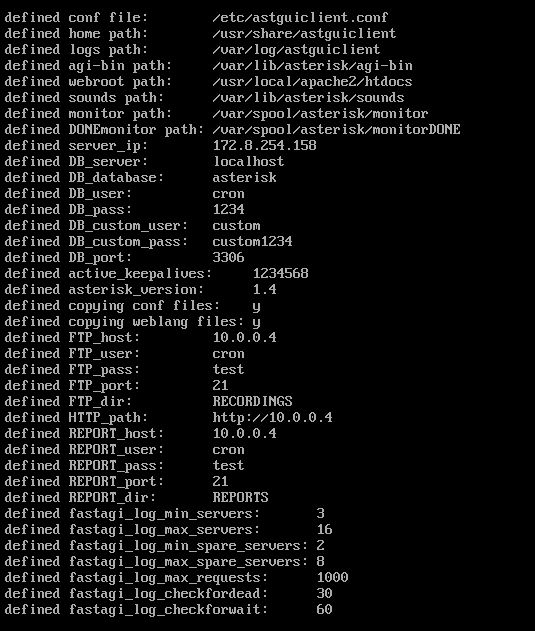 defined conf file: /etc/astguiclient.conf
defined home path: /usr/share/astguiclient
defined logs path: /var/log/astguiclient
defined agi-bin path: /var/lib/asterisk/agi-bin
defined webroot path: /usr/local/apache2/htdocs
defined sounds path: /var/lib/asterisk/sounds
defined monitor path: /var/spool/asterisk/monitor
defined DONEmonitor path: /var/spool/asterisk/monitorDONE
defined server_ip: 172.8.254.158
defined DB_server: localhost
defined DB_database: asterisk
defined DB_user: cron
defined DB_pass: 1234
defined DB_custom_user: custom
defined DB_custom_pass: custom1234
defined DB_port: 3306
defined active_keepalives: 1234568
defined asterisk_version: 1.4
defined copying conf files: y
defined copying weblang files: y
defined FTP_host: 10.0.0.4
defined FTP_user: cron
defined FTP_pass: test
defined FTP_port: 21
defined FTP_dir: RECORDINGS
defined HTTP_path: http://10.0.0.4
defined REPORT_host: 10.0.0.4
defined REPORT_user: cron
defined REPORT_pass: test
defined REPORT_port: 21
defined REPORT_dir: REPORTS
defined fastagi_log_min_servers: 3
defined fastagi_log_max_servers: 16
defined fastagi_log_min_spare_servers: 2
defined fastagi_log_max_spare_servers: 8
defined fastagi_log_max_requests: 1000
defined fastagi_log_checkfordead: 30
defined fastagi_log_checkforwait: 60